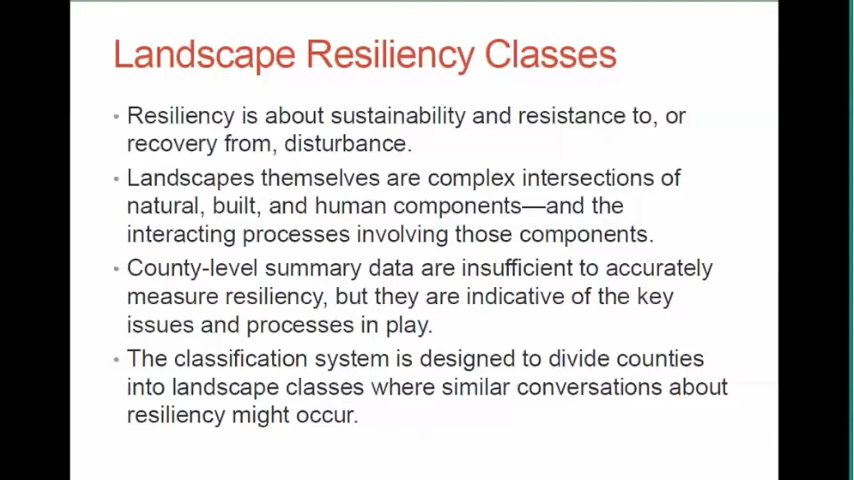 Landscape Resiliency Classes
• Resiliency is about sustainability and resistance to, or
recovery from, disturbance.
• Landscapes themselves are complex intersections of
natural, built, and human components—and the
interacting processes involving those components.
• County-level summary data are insufficient to accurately
measure resiliency, but they are indicative of the key
issues and processes in play.
• The classification system is designed to divide counties
into landscape classes where similar conversations about
resiliency might occur.